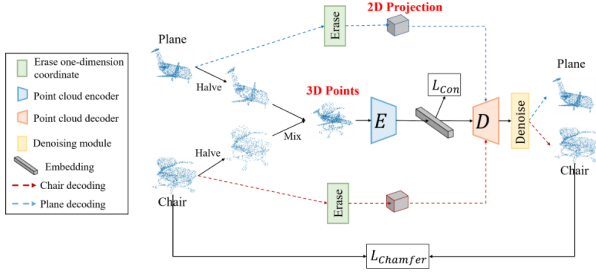 Erase one-dimension
coordinate
Point cloud encoder
Point cloud decoder
Denoising module
Embedding
Chair decoding
Plane decoding
Plane
Halve
Halve
Chair
Mix
Erase
2D Projection
3D Points
E
L_Con
D
Denoise
Plane
Chair
Erase
L_Chamfer